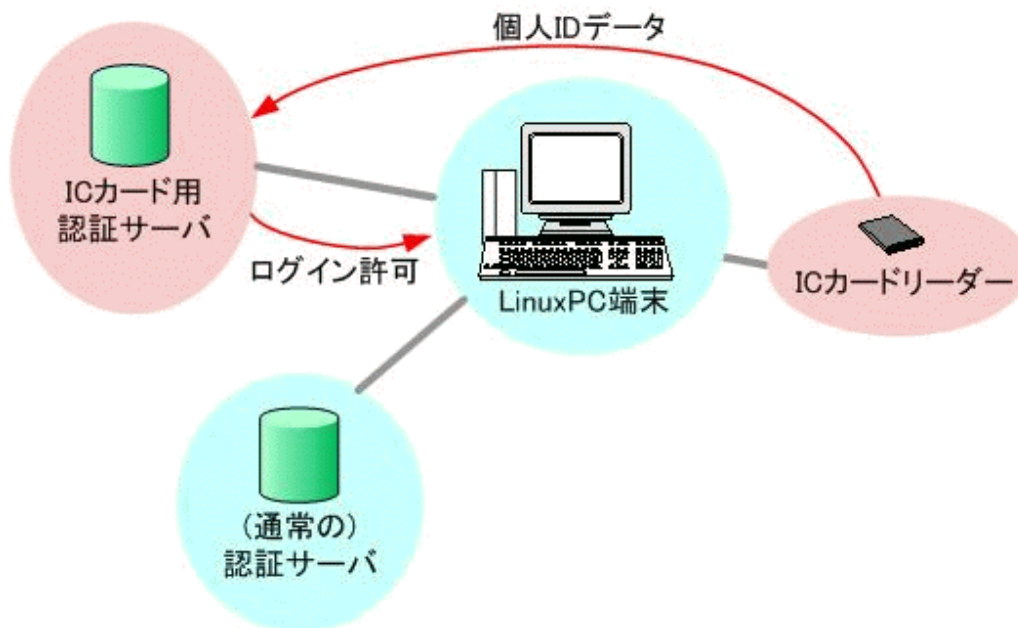 個人IDデータ
ICカード用
認証サーバ
ログイン許可
LinuxPC端末
ICカードリーダー
(通常の)
認証サーバ